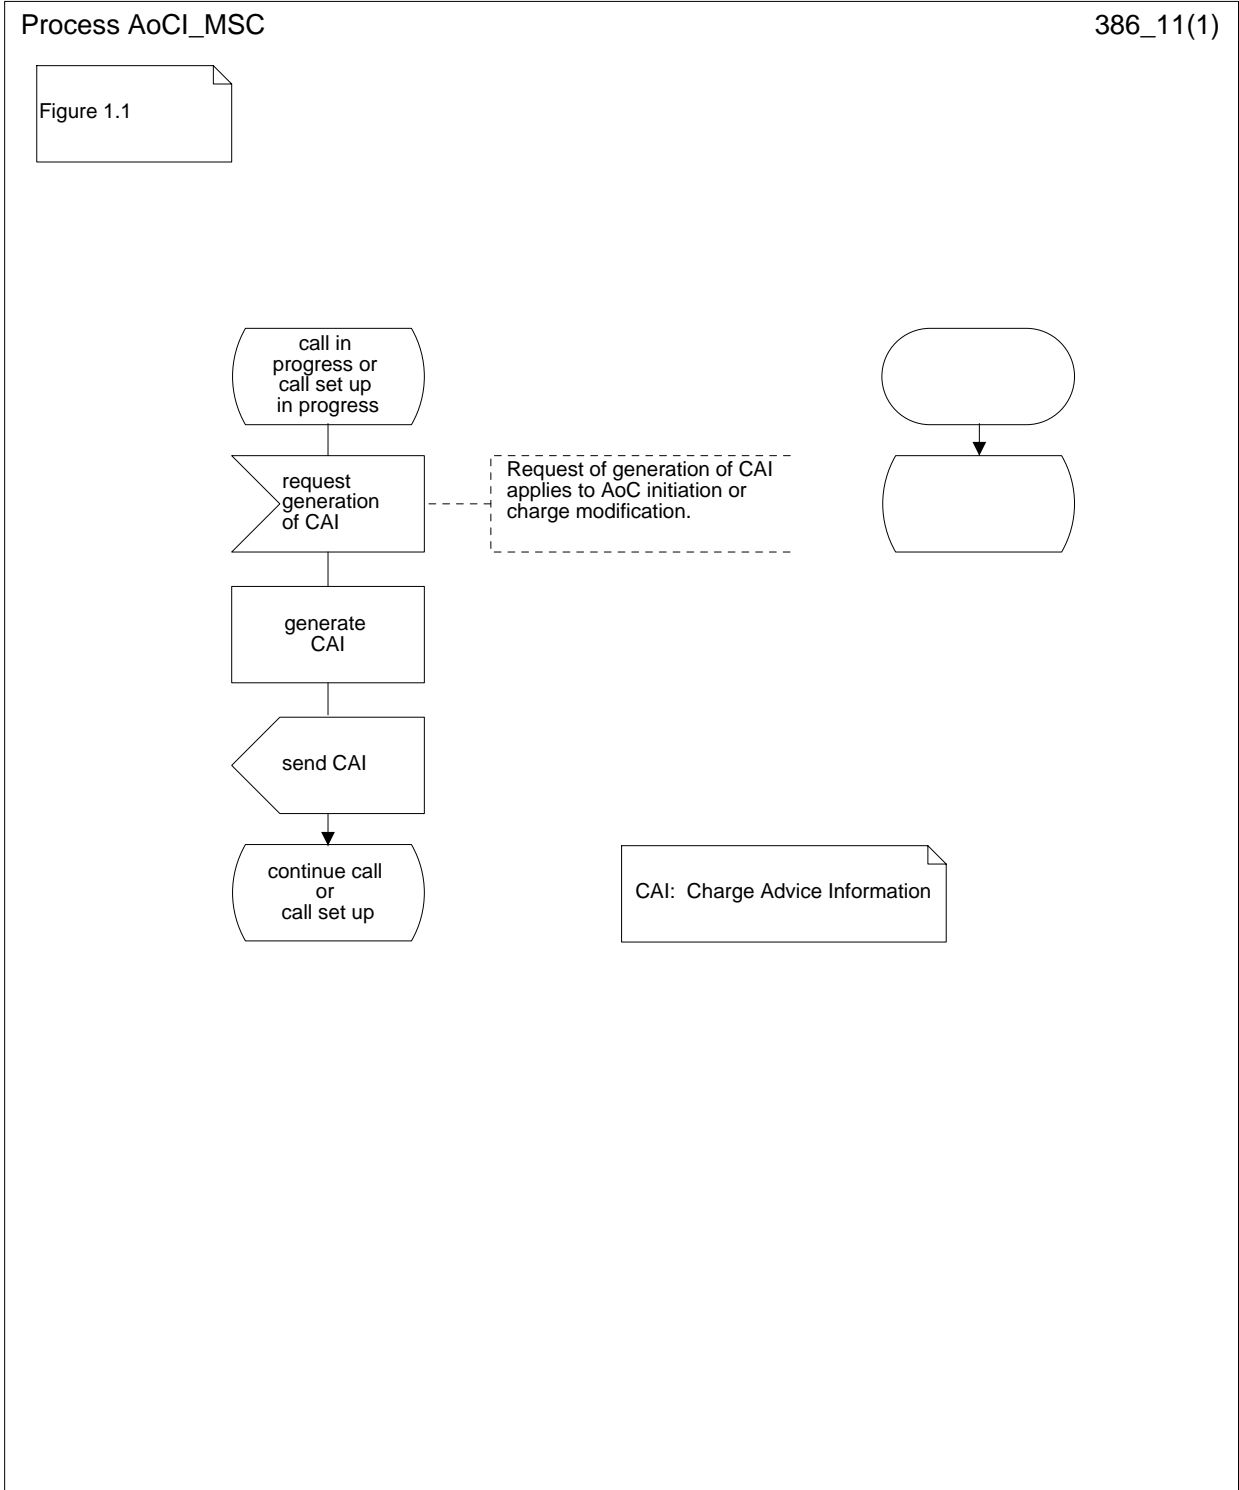 Process AoCI_MSC
386_11(1)
Figure 1.1
call in
progress or
call set up
in progress
request
generation
of CAI
Request of generation of CAI
applies to AoC initiation or
charge modification.
generate
CAI
send CAI
continue call
or
call set up
CAI: Charge Advice Information